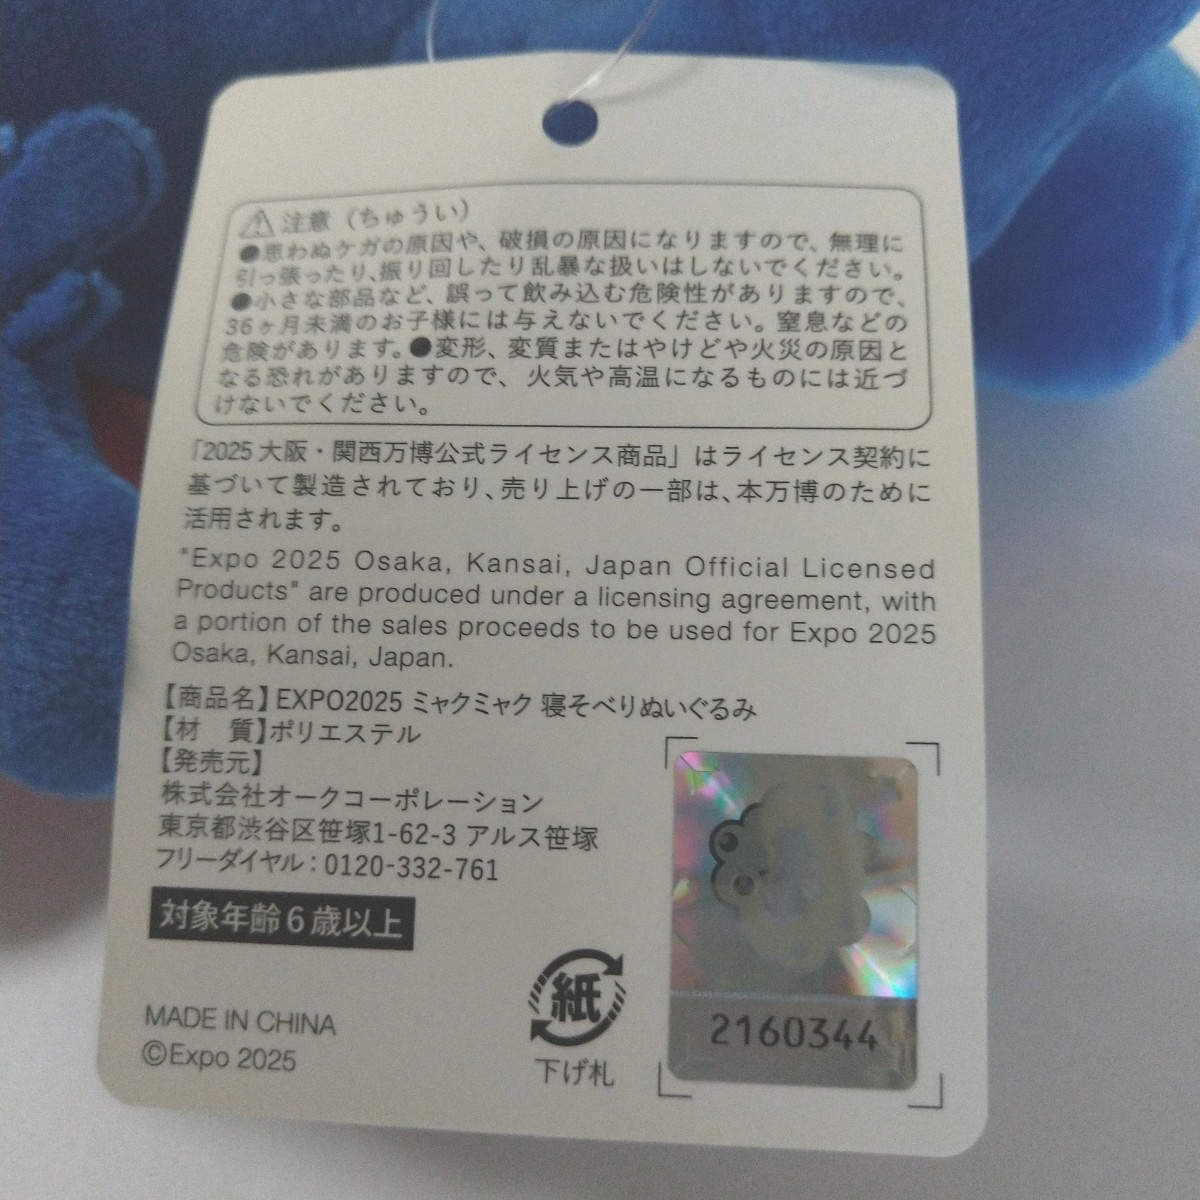 注意（ちゅうい）
●思わぬケガの原因や、破損の原因になりますので、無理に
引っ張ったり、振り回したり乱暴な扱いはしないでください。
●小さな部品など、誤って飲み込む危険性がありますので、
36ヶ月未満のお子様には与えないでください。窒息などの
危険があります。●変形、変質またはやけどや火災の原因と
なる恐れがありますので、火気や高温になるものには近づ
けないでください。
「2025大阪・関西万博公式ライセンス商品」はライセンス契約に
基づいて製造されており、売り上げの一部は、本万博のために
活用されます。
"Expo 2025 Osaka, Kansai, Japan Official Licensed
Products" are produced under a licensing agreement, with
a portion of the sales proceeds to be used for Expo 2025
Osaka, Kansai, Japan.
【商品名】EXPO2025 ミャクミャク 寝そべりぬいぐるみ
【材　質】ポリエステル
【発売元】
株式会社オークコーポレーション
東京都渋谷区笹塚1-62-3 アルス笹塚
フリーダイヤル：0120-332-761
対象年齢6歳以上
MADE IN CHINA
©Expo 2025
紙
下げ札
2160344